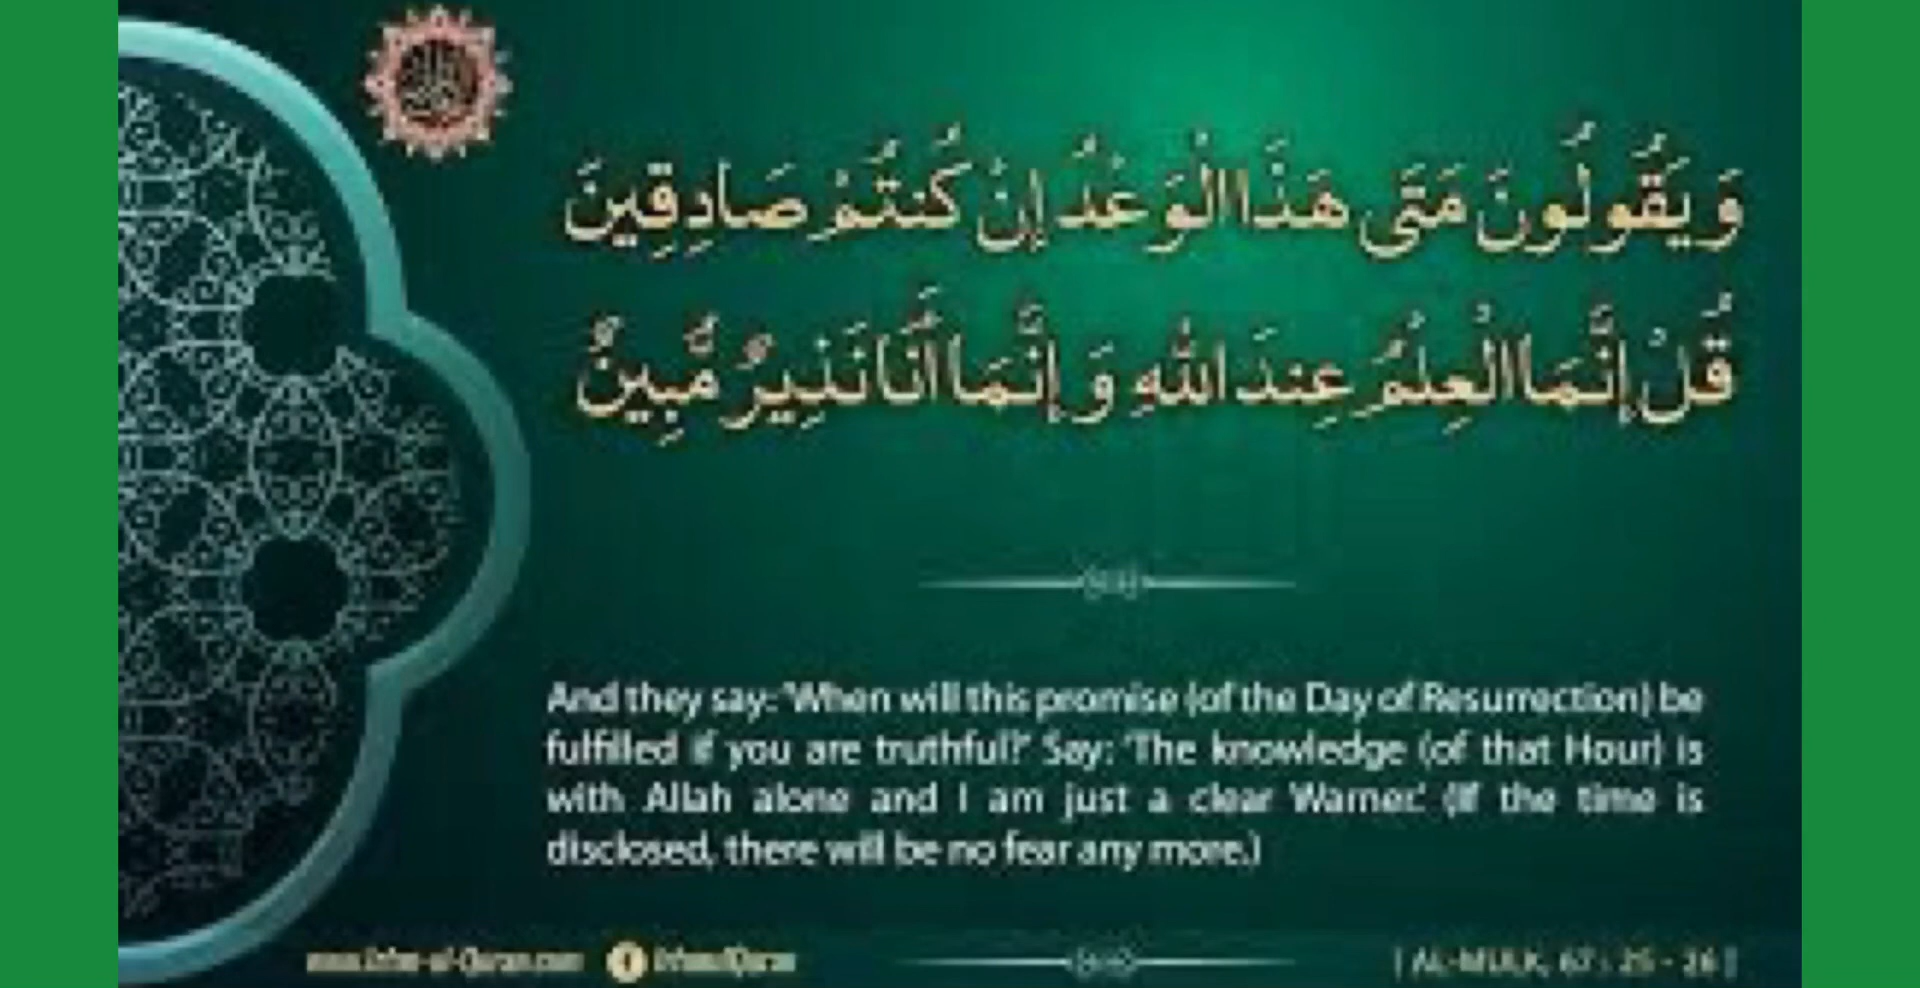 وَيَقُولُونَ مَتَى هَذَا الْوَعْدُ إِنْ كُنتُمْ صَادِقِينَ
قُلْ إِنَّمَا الْعِلْمُ عِندَ اللهِ وَإِنَّمَا أَنَا نَذِيرٌ مُّبِينٌ
And they say: 'When will this promise (of the Day of Resurrection) be
fulfilled if you are truthful?' Say: 'The knowledge (of that Hour) is
with Allah alone and I am just a clear Warner.' (If the time is
disclosed, there will be no fear any more.)
www.Irfan-ul-Quran.com IrfanulQuran [ AL-MULK, 67 : 25 - 26 ]